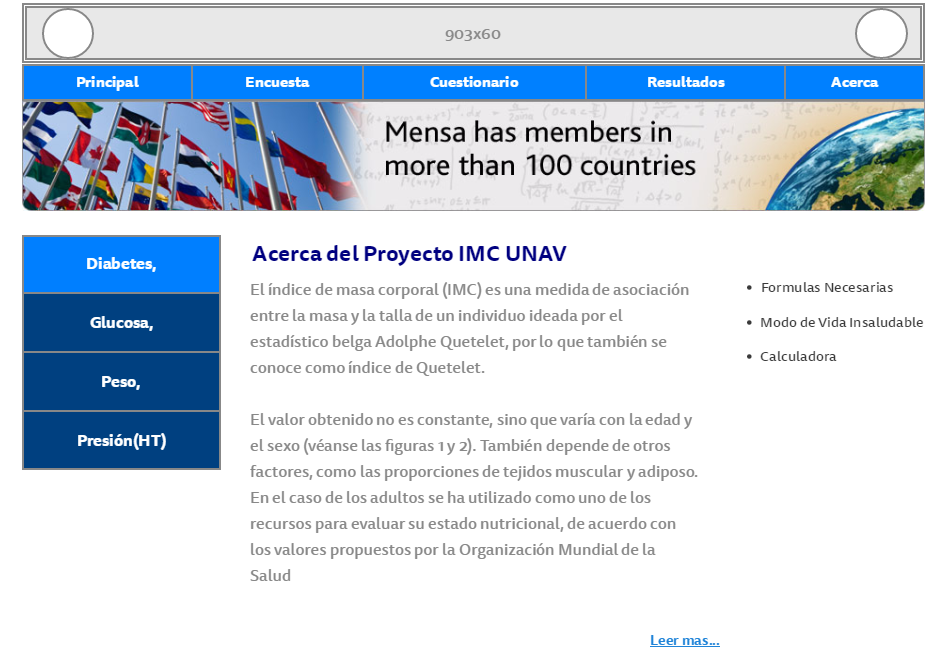 903x60
Principal
Encuesta
Cuestionario
Resultados
Acerca
Mensa has members in
more than 100 countries
Diabetes,
Glucosa,
Peso,
Presión(HT)
Acerca del Proyecto IMC UNAV
El índice de masa corporal (IMC) es una medida de asociación
entre la masa y la talla de un individuo ideada por el
estadístico belga Adolphe Quetelet, por lo que también se
conoce como índice de Quetelet.
El valor obtenido no es constante, sino que varía con la edad y
el sexo (véanse las figuras 1 y 2). También depende de otros
factores, como las proporciones de tejidos muscular y adiposo.
En el caso de los adultos se ha utilizado como uno de los
recursos para evaluar su estado nutricional, de acuerdo con
los valores propuestos por la Organización Mundial de la
Salud
Leer mas...
• Formulas Necesarias
• Modo de Vida Insaludable
• Calculadora